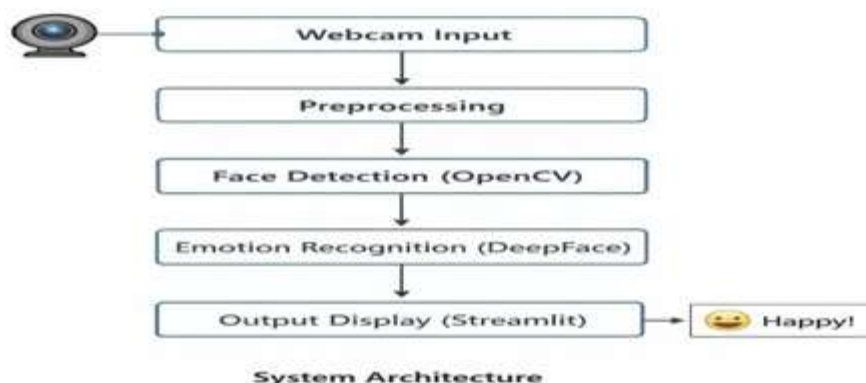 Webcam Input
Preprocessing
Face Detection (OpenCV)
Emotion Recognition (DeepFace)
Output Display (Streamlit)
Happy!
System Architecture